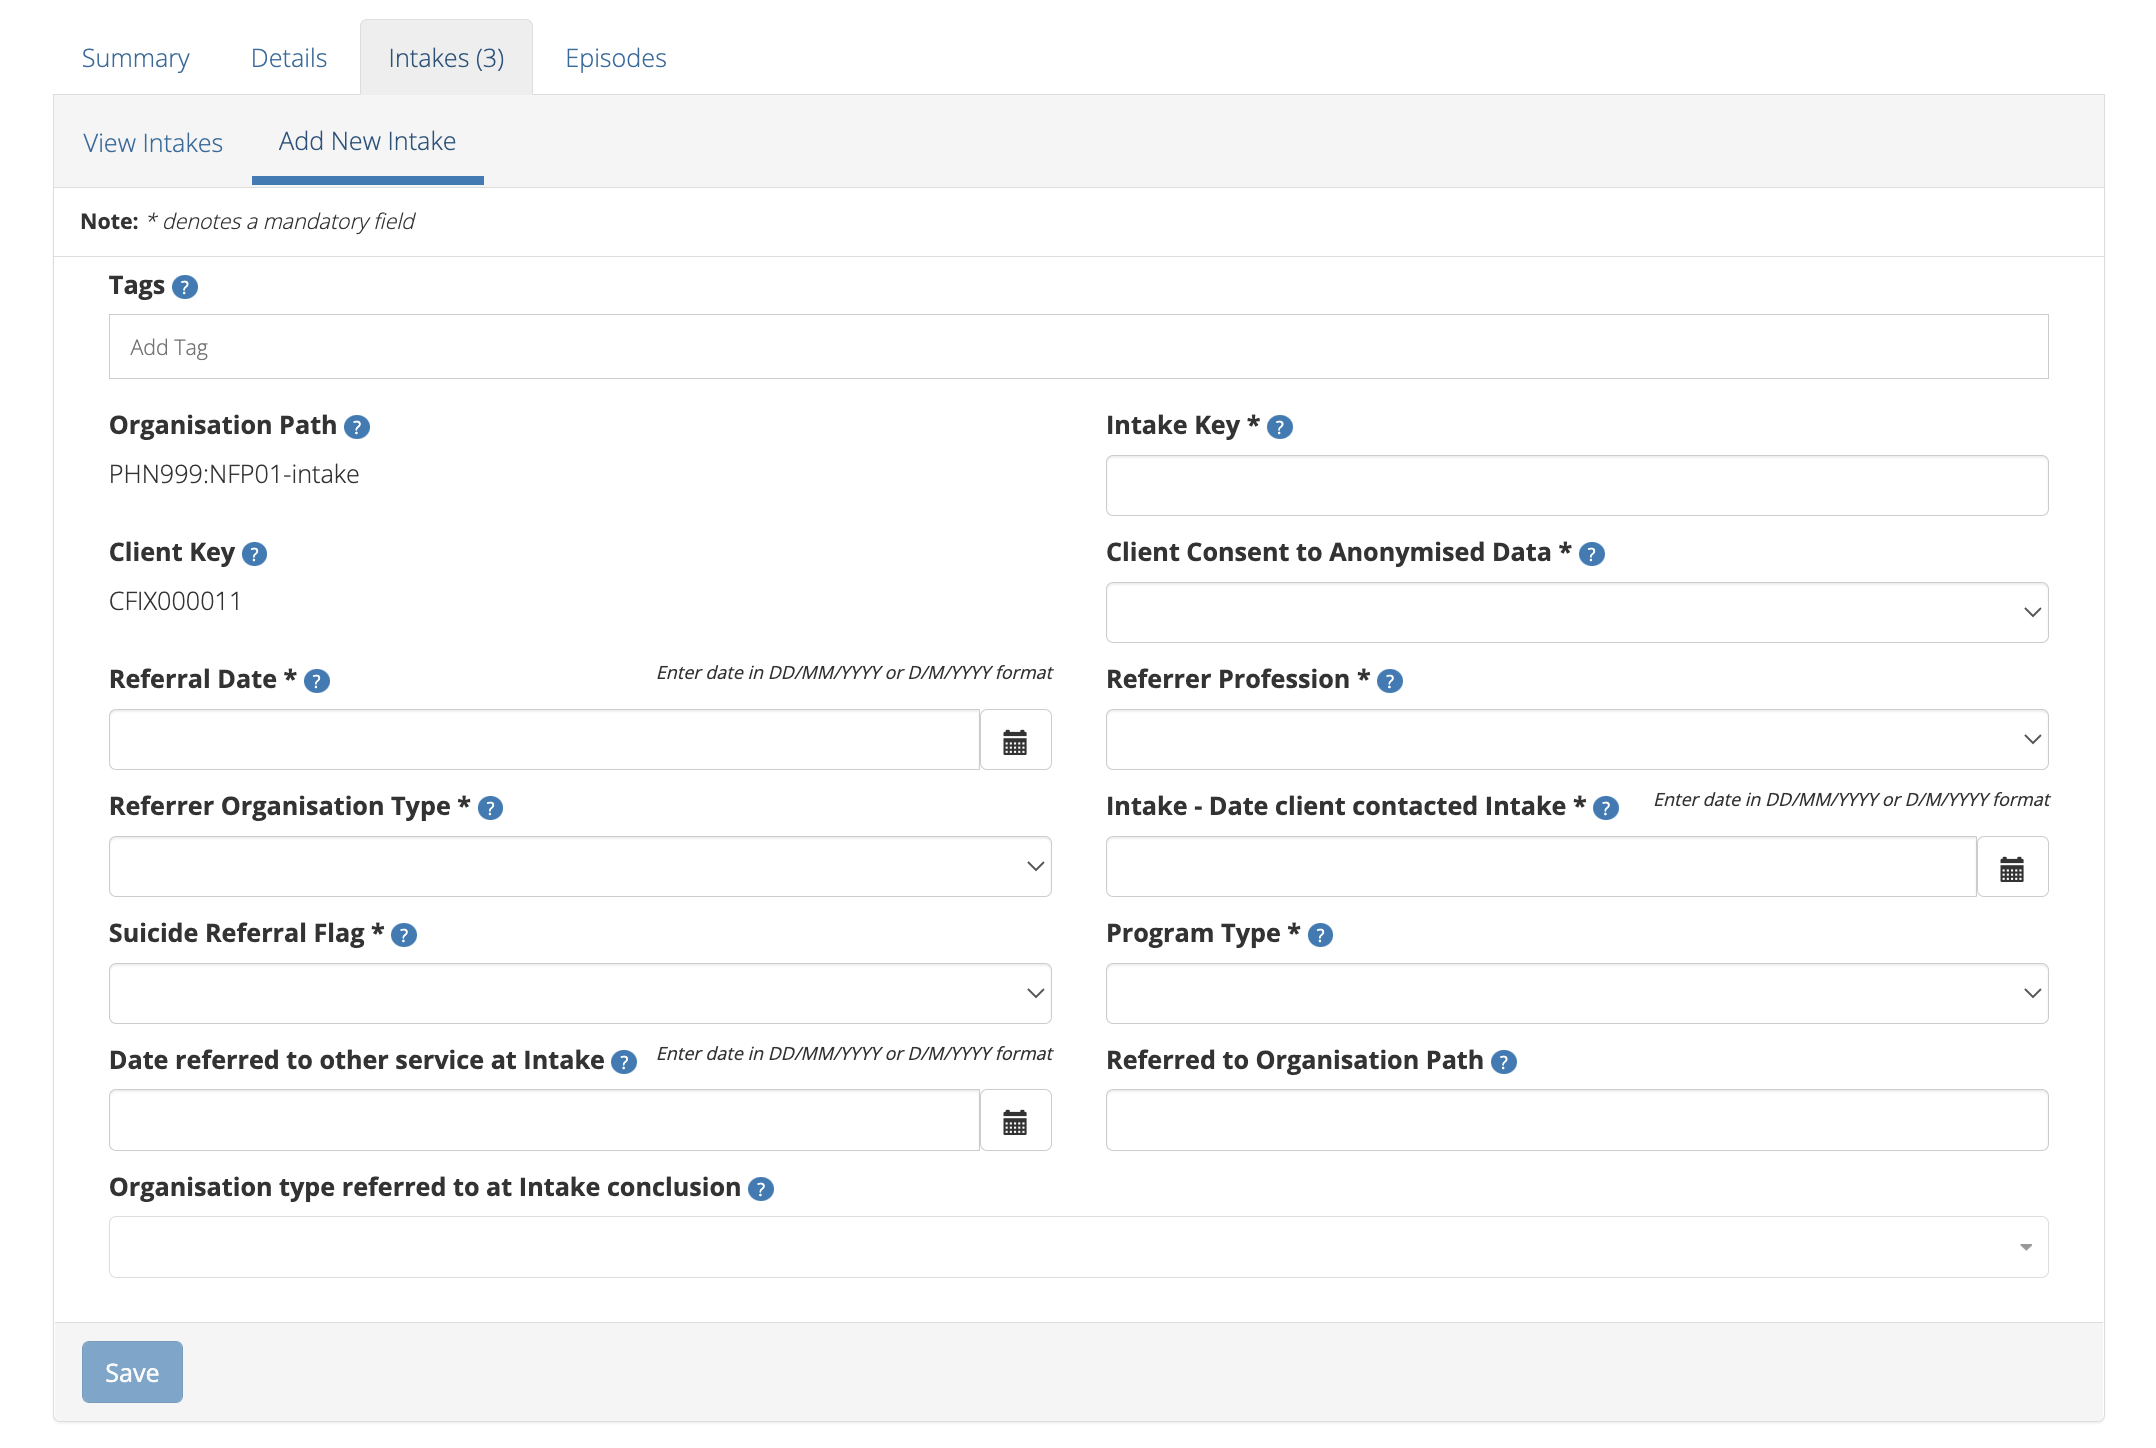 Summary Details Intakes (3) Episodes
View Intakes Add New Intake
Note: * denotes a mandatory field
Tags ?
Add Tag
Organisation Path ?
PHN999:NFP01-intake
Intake Key * ?
Client Key ?
CFIX000011
Client Consent to Anonymised Data * ?
Referral Date * ? Enter date in DD/MM/YYYY or D/M/YYYY format
Referrer Profession * ?
Referrer Organisation Type * ?
Intake - Date client contacted Intake * ? Enter date in DD/MM/YYYY or D/M/YYYY format
Suicide Referral Flag * ?
Program Type * ?
Date referred to other service at Intake ? Enter date in DD/MM/YYYY or D/M/YYYY format
Referred to Organisation Path ?
Organisation type referred to at Intake conclusion ?
Save